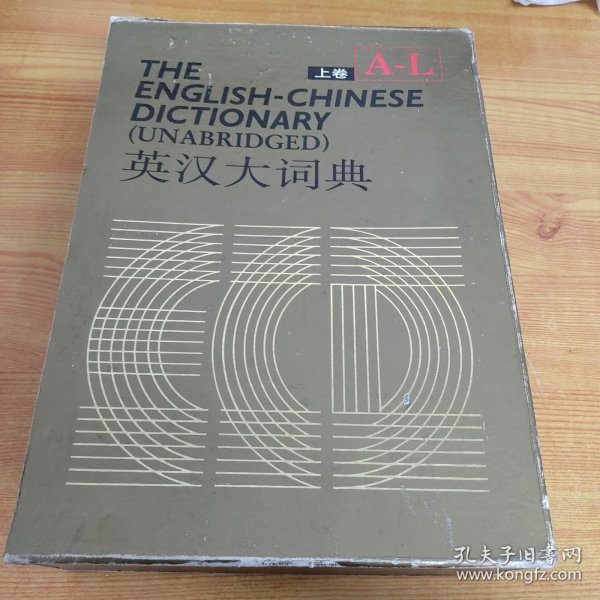 THE
ENGLISH-CHINESE
DICTIONARY
(UNABRIDGED)
英汉大词典
上卷
A-L
孔夫子旧書网
www.kongfz.com